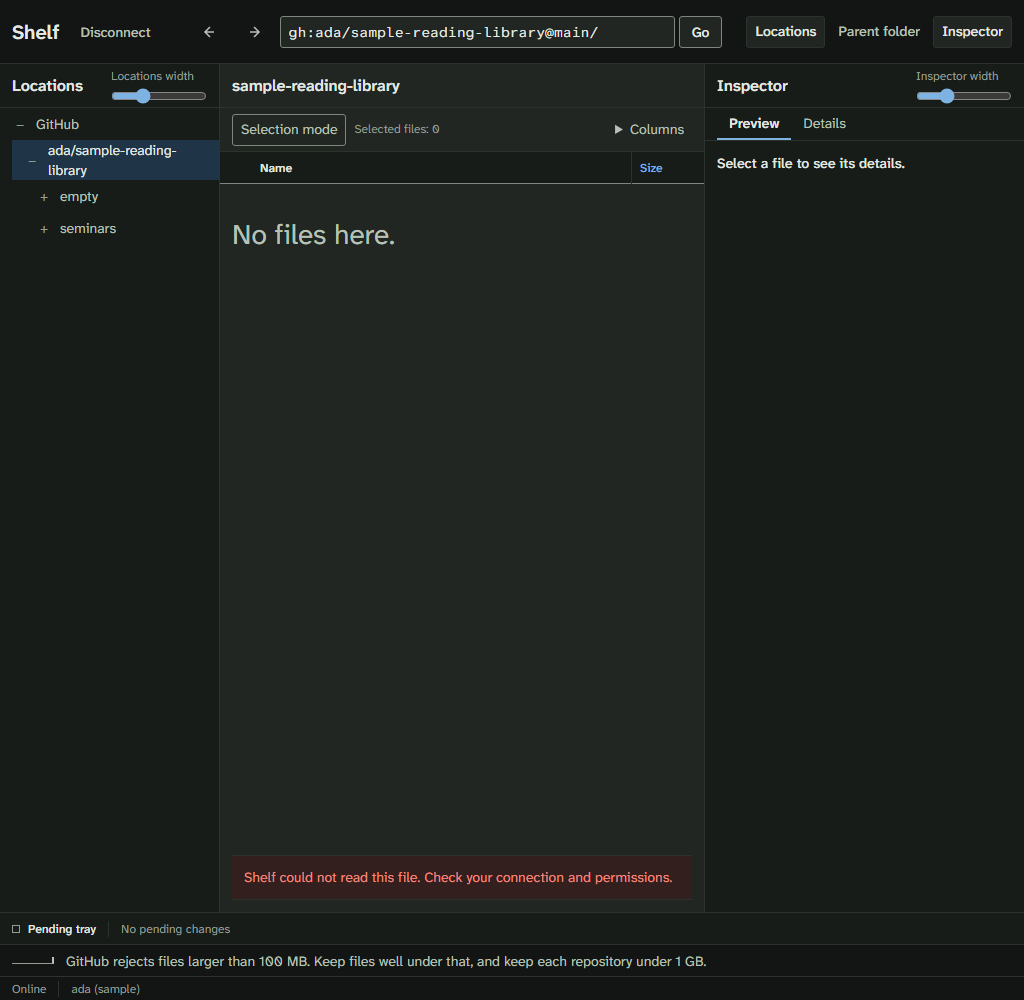 Shelf
Disconnect
gh:ada/sample-reading-library@main/
Go
Locations
Parent folder
Inspector
Locations
Locations width
sample-reading-library
Inspector
Inspector width
GitHub
ada/sample-reading-
library
empty
seminars
Selection mode
Selected files: 0
Columns
Name
Size
No files here.
Shelf could not read this file. Check your connection and permissions.
Preview
Details
Select a file to see its details.
Pending tray
No pending changes
GitHub rejects files larger than 100 MB. Keep files well under that, and keep each repository under 1 GB.
Online
ada (sample)